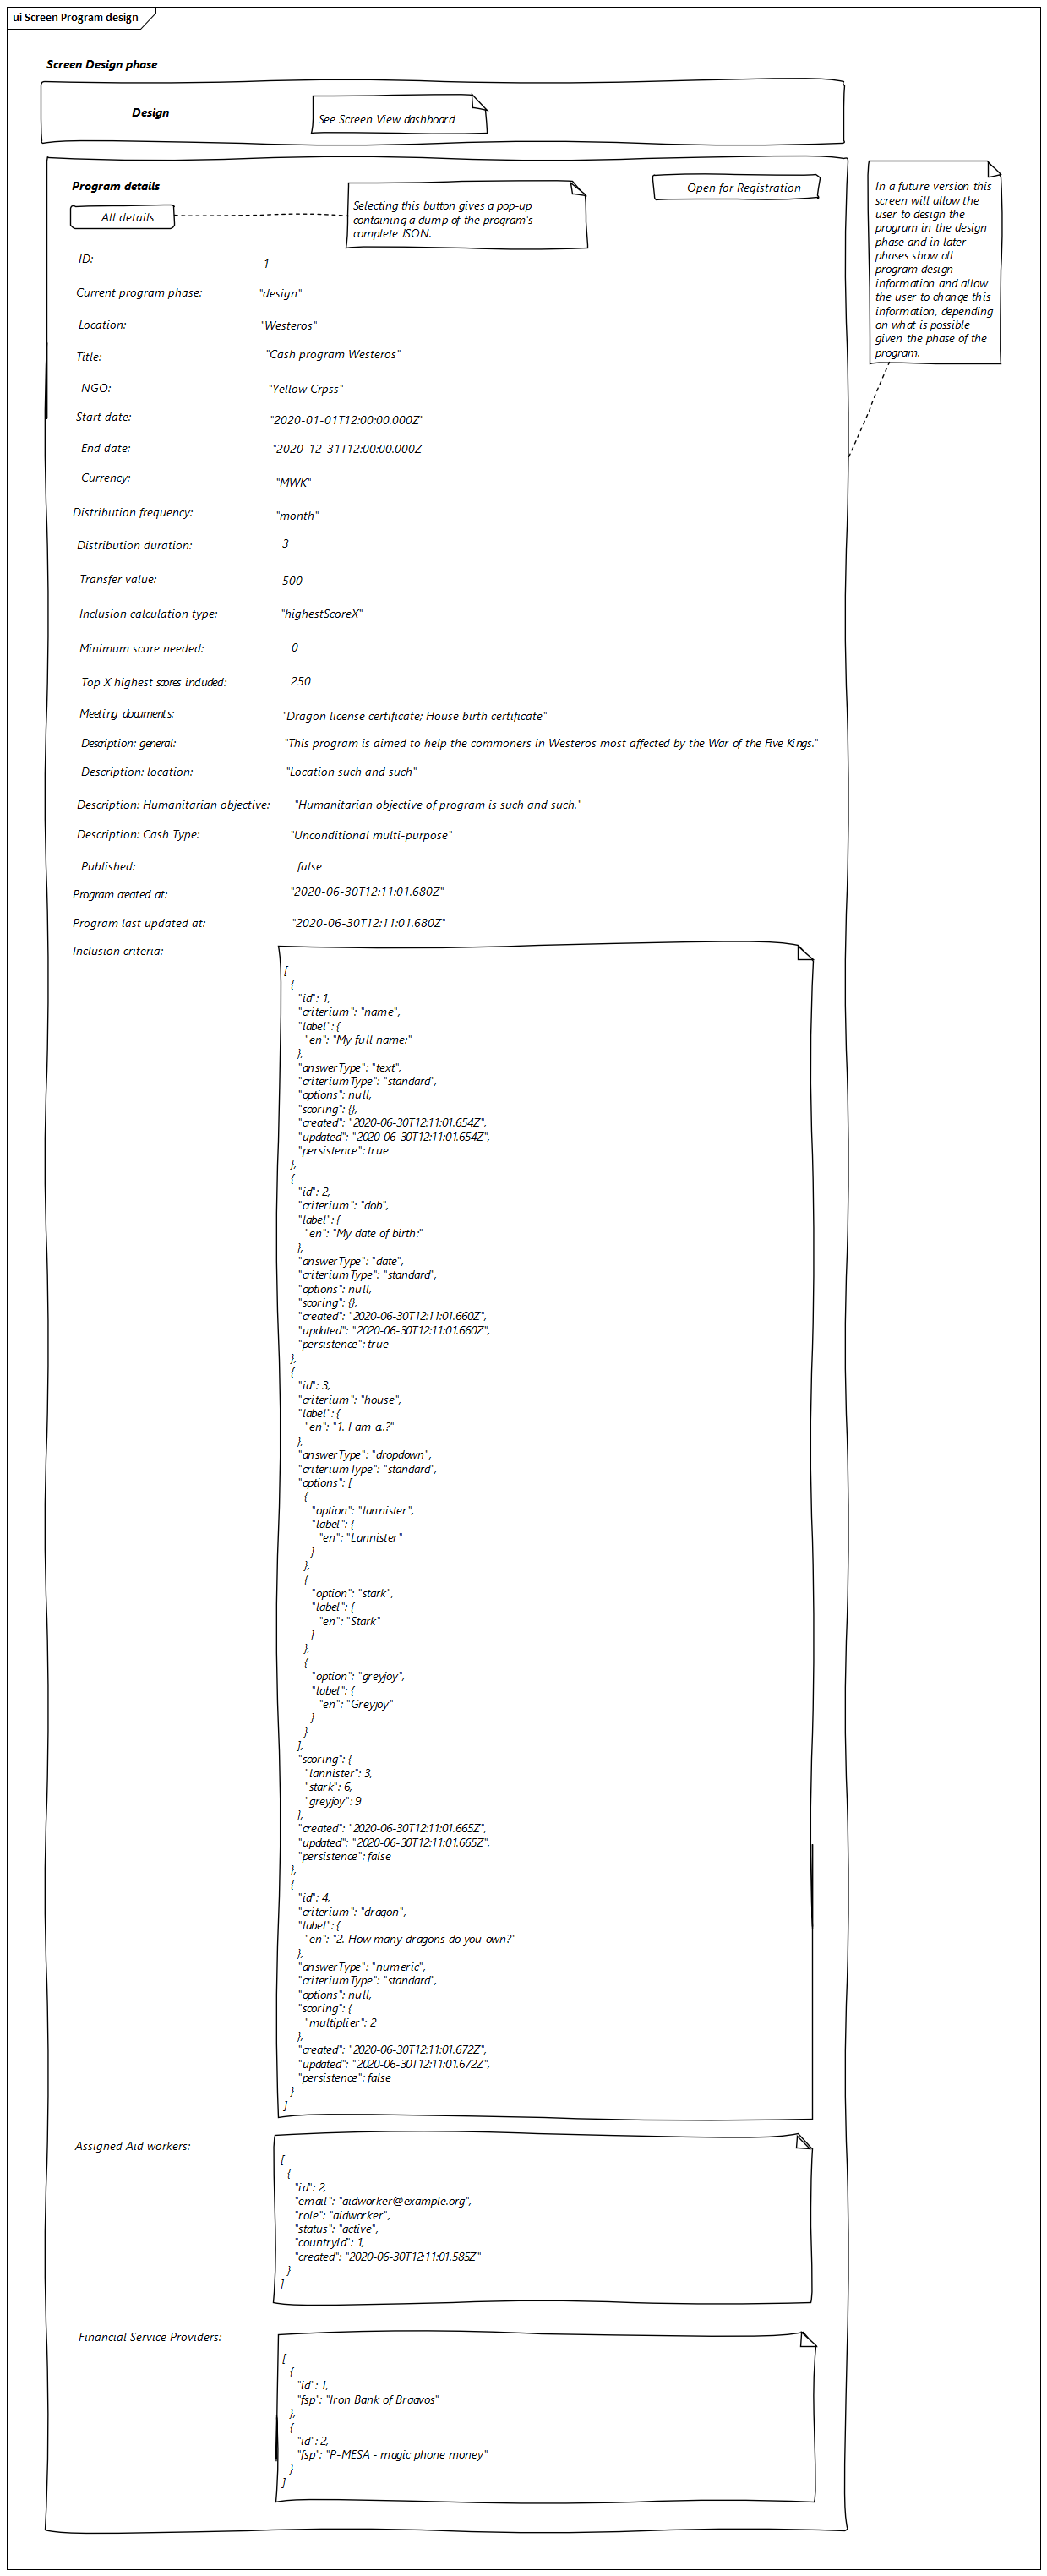 ui Screen Program design
Screen Design phase
Design
See Screen View dashboard
Program details
All details
Selecting this button gives a pop-up
containing a dump of the program's
complete JSON.
Open for Registration
In a future version this
screen will allow the
user to design the
program in the design
phase and in later
phases show all
program design
information and allow
the user to change this
information, depending
on what is possible
given the phase of the
program.
ID: 1
Current program phase: "design"
Location: "Westeros"
Title: "Cash program Westeros"
NGO: "Yellow Crpss"
Start date: "2020-01-01T12:00:00.000Z"
End date: "2020-12-31T12:00:00.000Z
Currency: "MWK"
Distribution frequency: "month"
Distribution duration: 3
Transfer value: 500
Inclusion calculation type: "highestScoreX"
Minimum score needed: 0
Top X highest scores included: 250
Meeting documents: "Dragon license certificate; House birth certificate"
Description: general: "This program is aimed to help the commoners in Westeros most affected by the War of the Five Kings."
Description: location: "Location such and such"
Description: Humanitarian objective: "Humanitarian objective of program is such and such."
Description: Cash Type: "Unconditional multi-purpose"
Published: false
Program created at: "2020-06-30T12:11:01.680Z"
Program last updated at: "2020-06-30T12:11:01.680Z"
Inclusion criteria:
[
{
"id": 1,
"criterium": "name",
"label": {
"en": "My full name:"
},
"answerType": "text",
"criteriumType": "standard",
"options": null,
"scoring": {},
"created": "2020-06-30T12:11:01.654Z",
"updated": "2020-06-30T12:11:01.654Z",
"persistence": true
},
{
"id": 2,
"criterium": "dob",
"label": {
"en": "My date of birth:"
},
"answerType": "date",
"criteriumType": "standard",
"options": null,
"scoring": {},
"created": "2020-06-30T12:11:01.660Z",
"updated": "2020-06-30T12:11:01.660Z",
"persistence": true
},
{
"id": 3,
"criterium": "house",
"label": {
"en": "1. I am a..?"
},
"answerType": "dropdown",
"criteriumType": "standard",
"options": [
{
"option": "lannister",
"label": {
"en": "Lannister"
}
},
{
"option": "stark",
"label": {
"en": "Stark"
}
},
{
"option": "greyjoy",
"label": {
"en": "Greyjoy"
}
}
],
"scoring": {
"lannister": 3,
"stark": 6,
"greyjoy": 9
},
"created": "2020-06-30T12:11:01.665Z",
"updated": "2020-06-30T12:11:01.665Z",
"persistence": false
},
{
"id": 4,
"criterium": "dragon",
"label": {
"en": "2. How many dragons do you own?"
},
"answerType": "numeric",
"criteriumType": "standard",
"options": null,
"scoring": {
"multiplier": 2
},
"created": "2020-06-30T12:11:01.672Z",
"updated": "2020-06-30T12:11:01.672Z",
"persistence": false
}
]
Assigned Aid workers:
[
{
"id": 2,
"email": "aidworker@example.org",
"role": "aidworker",
"status": "active",
"countryId": 1,
"created": "2020-06-30T12:11:01.585Z"
}
]
Financial Service Providers:
[
{
"id": 1,
"fsp": "Iron Bank of Braavos"
},
{
"id": 2,
"fsp": "P-MESA - magic phone money"
}
]